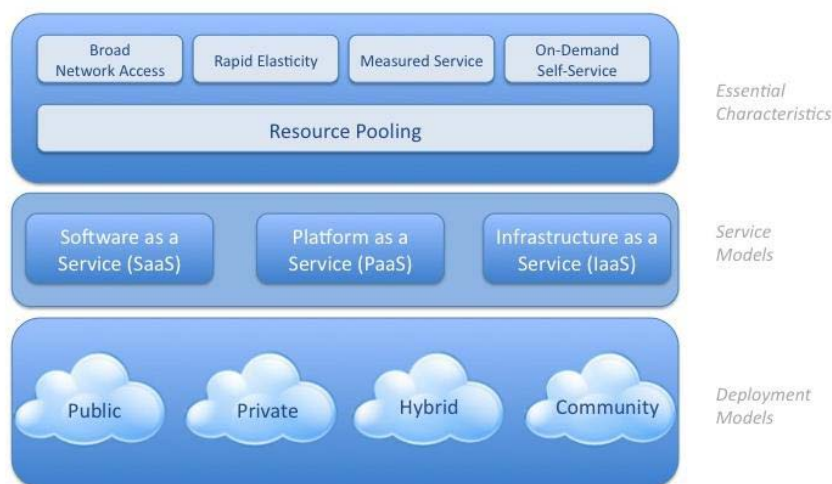 Broad
Network Access
Rapid Elasticity
Measured Service
On-Demand
Self-Service
Resource Pooling
Essential
Characteristics
Software as a
Service (SaaS)
Platform as a
Service (PaaS)
Infrastructure as a
Service (IaaS)
Service
Models
Public
Private
Hybrid
Community
Deployment
Models